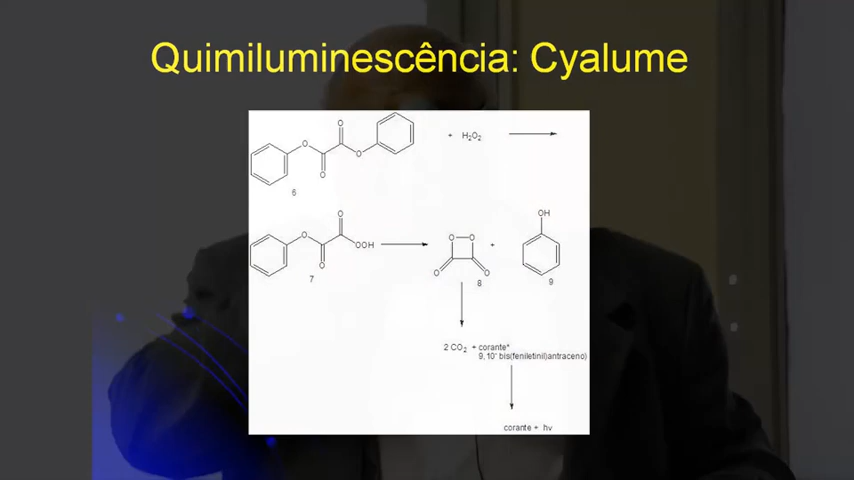 Quimiluminescência: Cyalume
O
O
O
O
+ H₂O₂
6
O
O
O
OOH
7
O
O
O
O
8
+
OH
9
2 CO₂ + corante*
9,10- bis(feniletinil)antraceno)
corante + hν